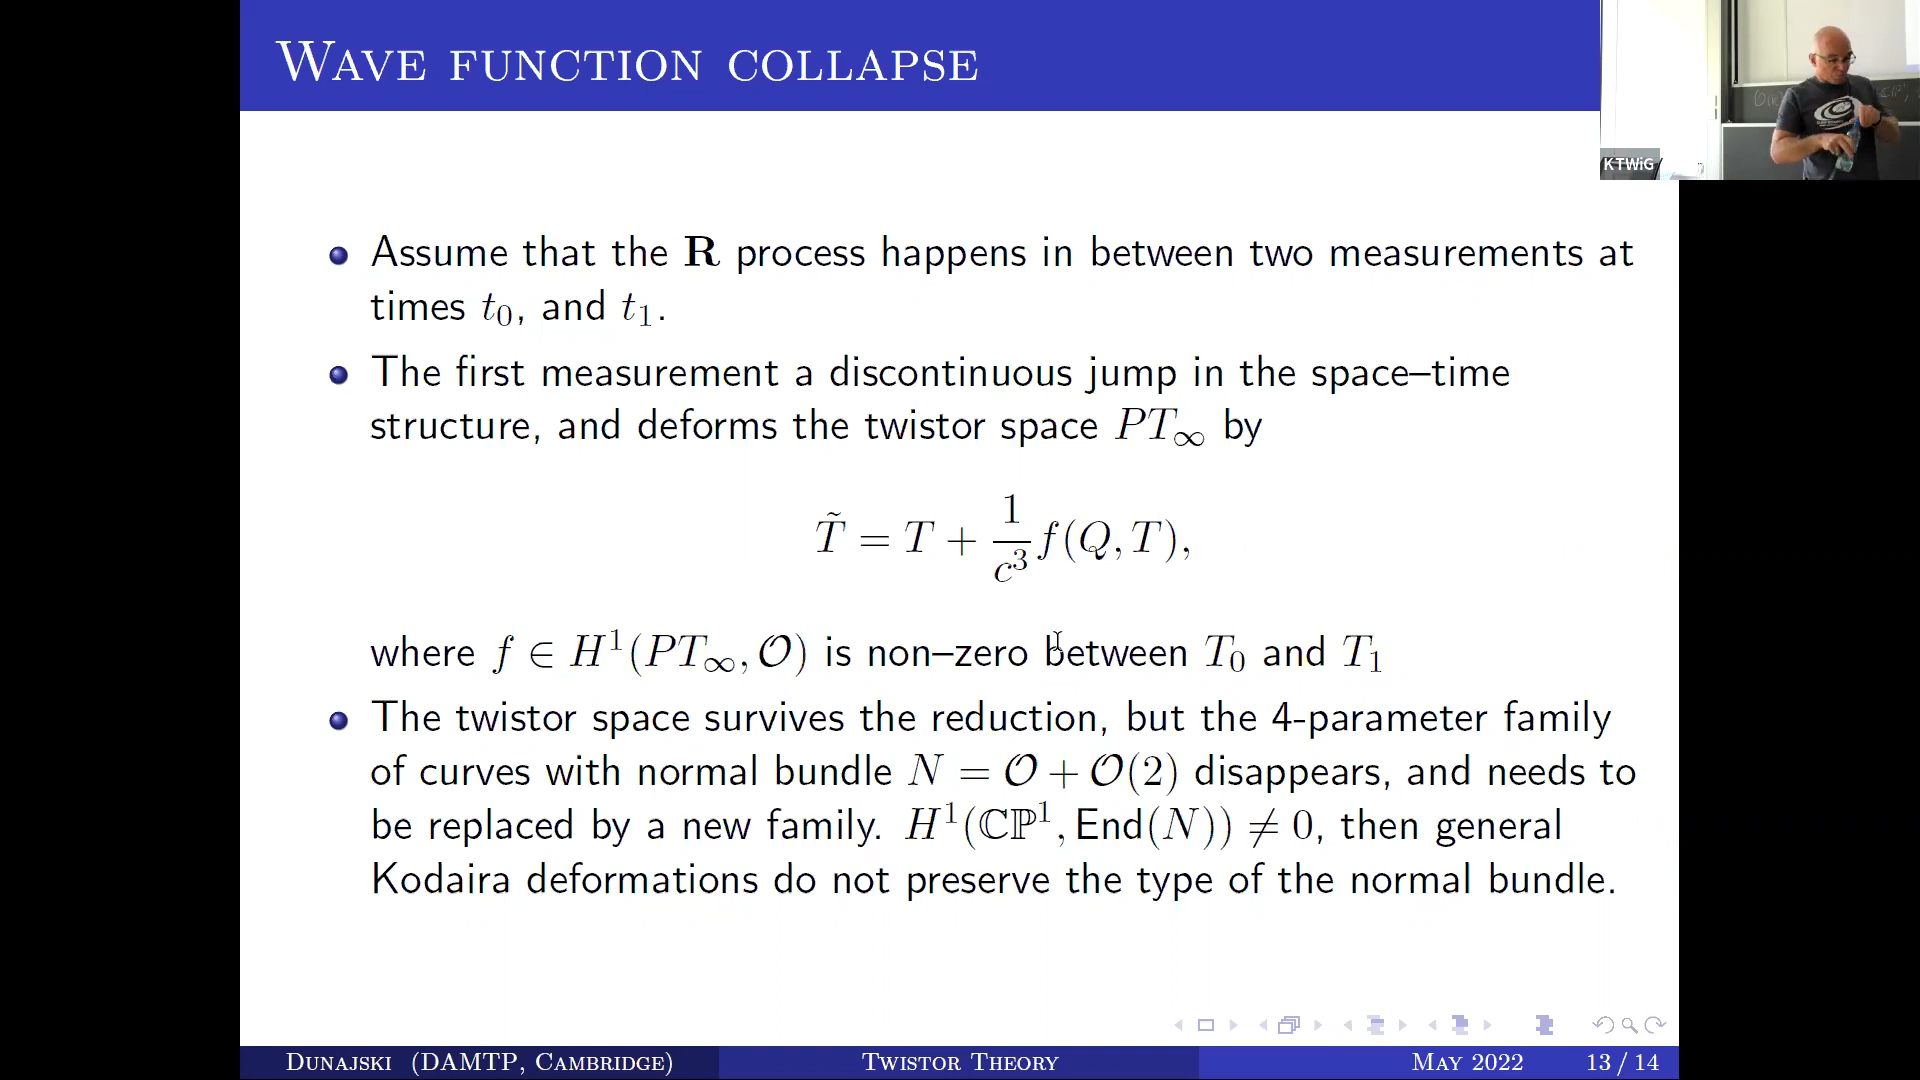 WAVE FUNCTION COLLAPSE
KTWiG
Assume that the R process happens in between two measurements at
times t₀, and t₁.
The first measurement a discontinuous jump in the space–time
structure, and deforms the twistor space PT∞ by
T̃ = T + 1/c³ f(Q, T),
where f ∈ H¹(PT∞, 𝒪) is non–zero between T₀ and T₁
The twistor space survives the reduction, but the 4-parameter family
of curves with normal bundle N = 𝒪 + 𝒪(2) disappears, and needs to
be replaced by a new family. H¹(ℂℙ¹, End(N)) ≠ 0, then general
Kodaira deformations do not preserve the type of the normal bundle.
DUNAJSKI (DAMTP, CAMBRIDGE) TWISTOR THEORY MAY 2022 13 / 14